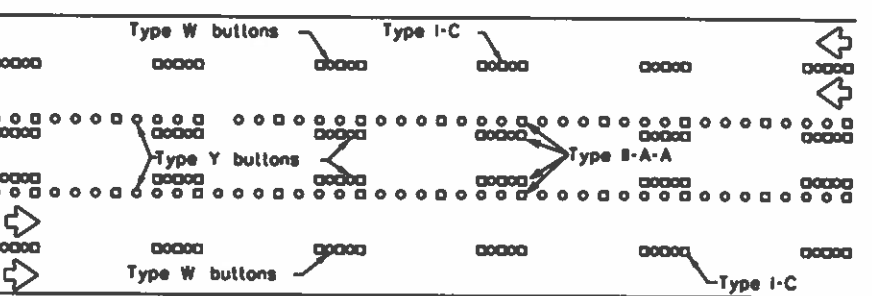 Type W buttons
Type I-C
Type Y buttons
Type II-A-A
Type W buttons
Type I-C